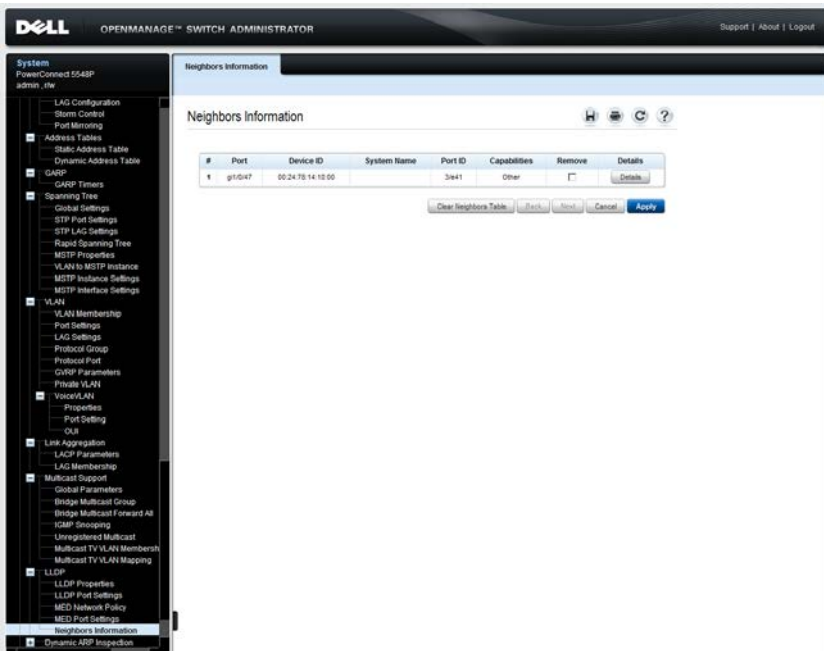 DELL
OPENMANAGE™ SWITCH ADMINISTRATOR
Support | About | Logout
System
PowerConnect 5548P
admin , r/w
LAG Configuration
Storm Control
Port Mirroring
Address Tables
Static Address Table
Dynamic Address Table
GARP
GARP Timers
Spanning Tree
Global Settings
STP Port Settings
STP LAG Settings
Rapid Spanning Tree
MSTP Properties
VLAN to MSTP Instance
MSTP Instance Settings
MSTP Interface Settings
VLAN
VLAN Membership
Port Settings
LAG Settings
Protocol Group
Protocol Port
GVRP Parameters
Private VLAN
VoiceVLAN
Properties
Port Setting
OUI
Link Aggregation
LACP Parameters
LAG Membership
Multicast Support
Global Parameters
Bridge Multicast Group
Bridge Multicast Forward All
IGMP Snooping
Unregistered Multicast
Multicast TV VLAN Membersh
Multicast TV VLAN Mapping
LLDP
LLDP Properties
LLDP Port Settings
MED Network Policy
MED Port Settings
Neighbors Information
Dynamic ARP Inspection
Neighbors Information
Neighbors Information
# Port Device ID System Name Port ID Capabilities Remove Details
1 gi1/0/47 00:24:78:14:10:00 3/e41 Other Details
Clear Neighbors Table Back Next Cancel Apply